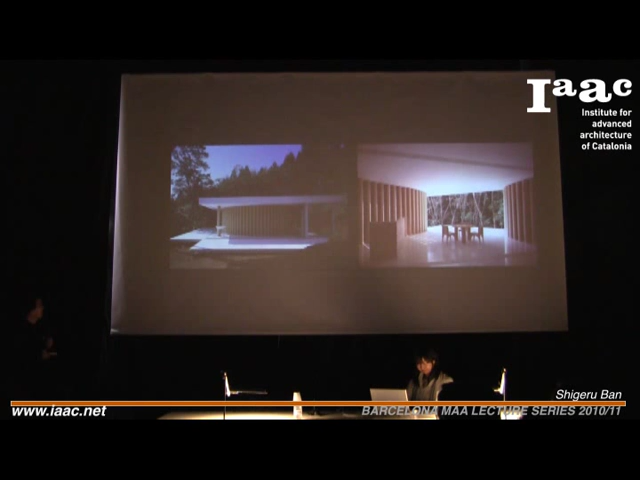 Iaac
Institute for
advanced
architecture
of Catalonia
Shigeru Ban
www.iaac.net
BARCELONA MAA LECTURE SERIES 2010/11